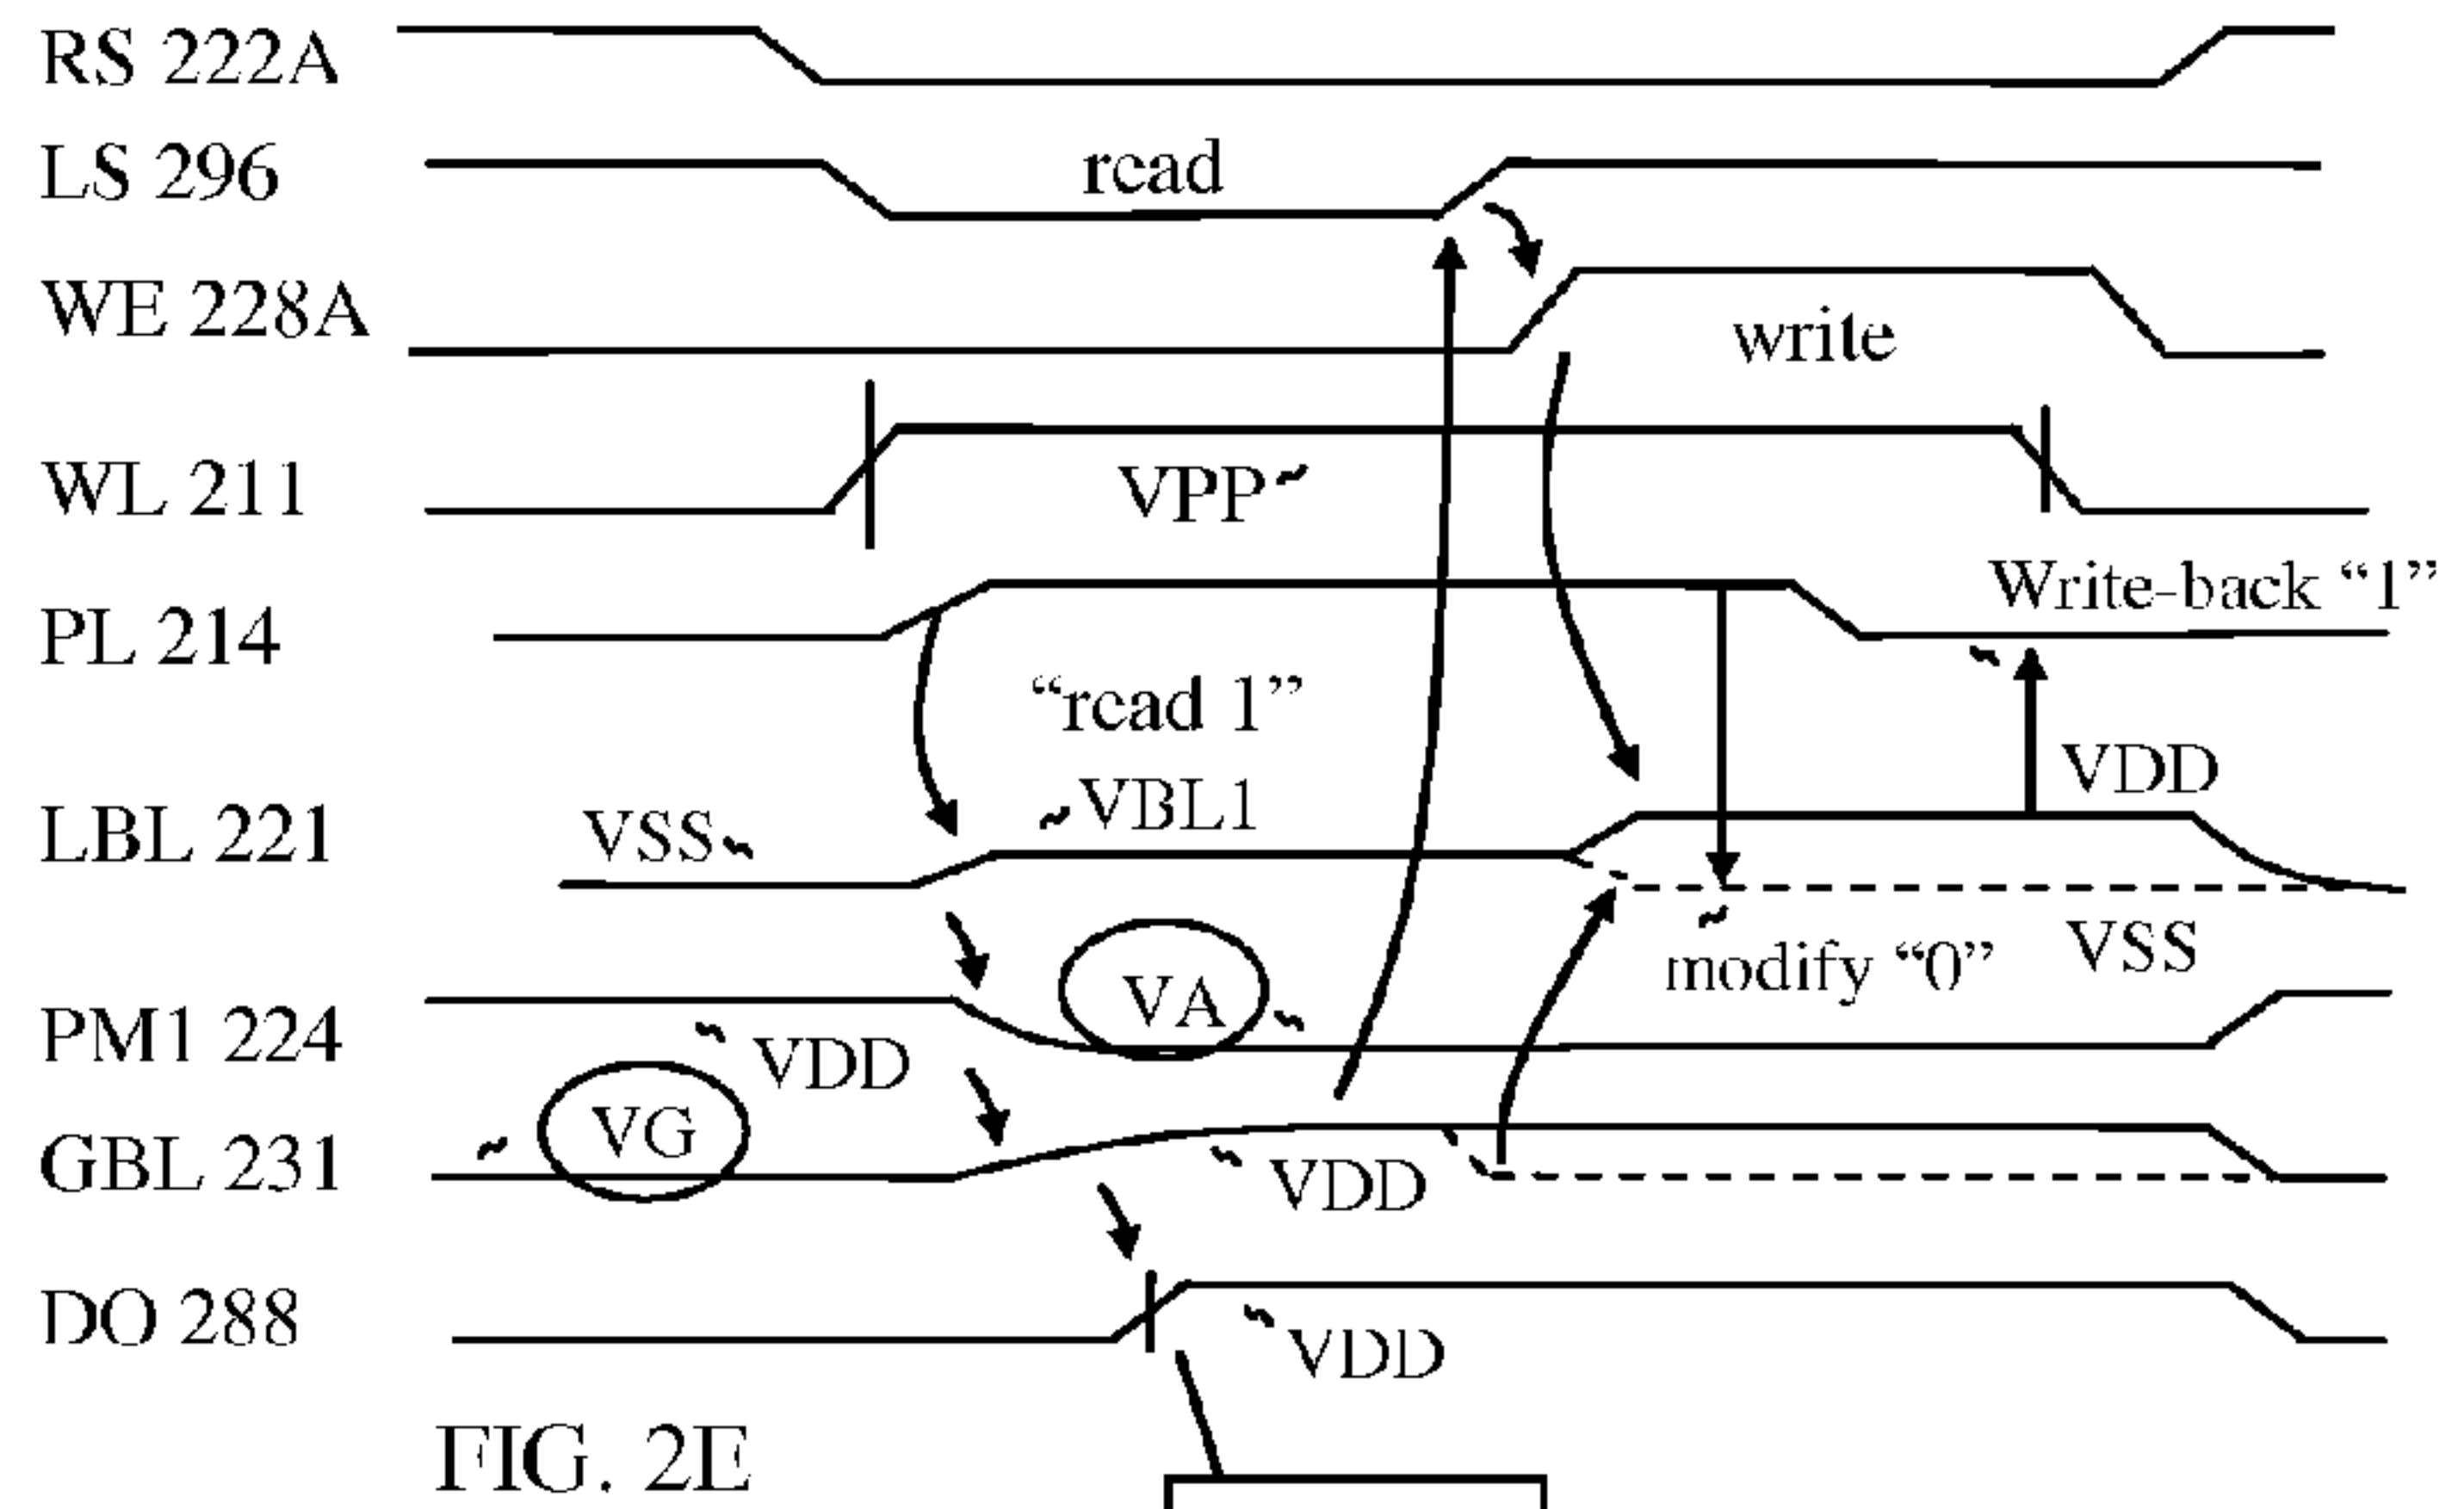 RS 222A
LS 296
read
WE 228A
write
WL 211
VPP
Write-back “1”
PL 214
“read 1”
VDD
VBL1
LBL 221
VSS
VSS
modify “0”
VA
PM1 224
VDD
VG
GBL 231
VDD
DO 288
VDD
FIG. 2E